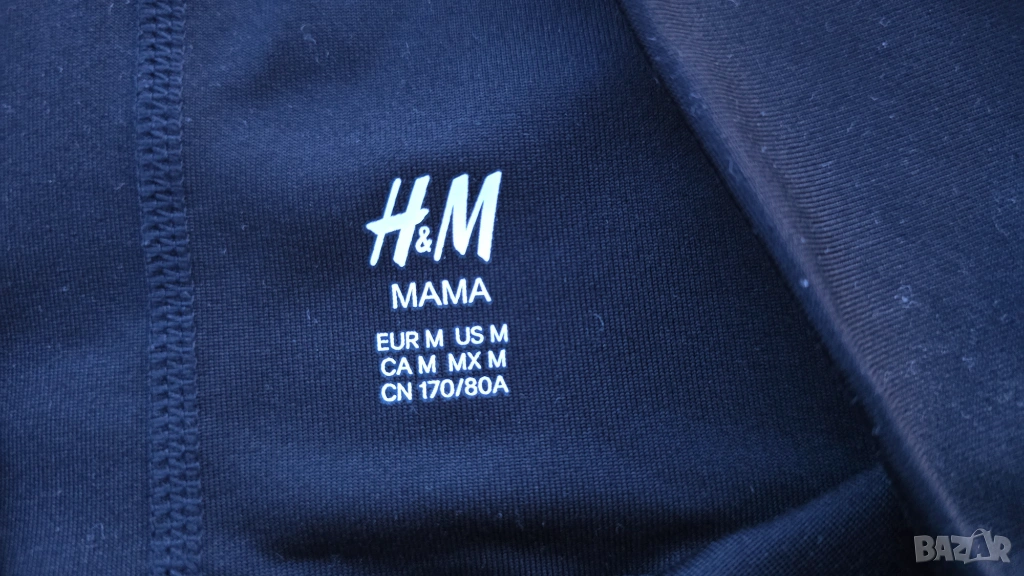 H&M
MAMA
EUR M US M
CA M MX M
CN 170/80A
BAZAR